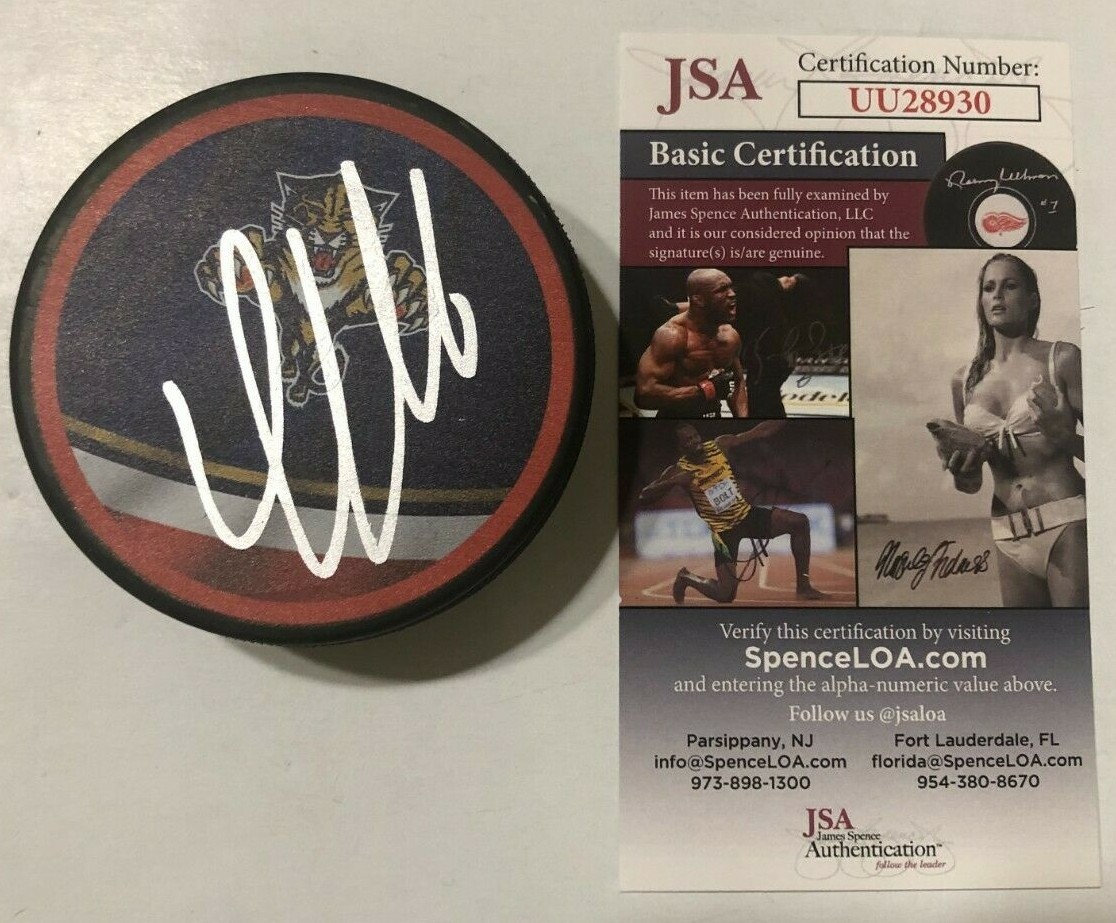 JSA
Certification Number:
UU28930
Basic Certification
This item has been fully examined by
James Spence Authentication, LLC
and it is our considered opinion that the
signature(s) is/are genuine.
BOLT
Verify this certification by visiting
SpenceLOA.com
and entering the alpha-numeric value above.
Follow us @jsaloa
Parsippany, NJ
info@SpenceLOA.com
973-898-1300
Fort Lauderdale, FL
florida@SpenceLOA.com
954-380-8670
JSA
James Spence
Authentication™
follow the leader